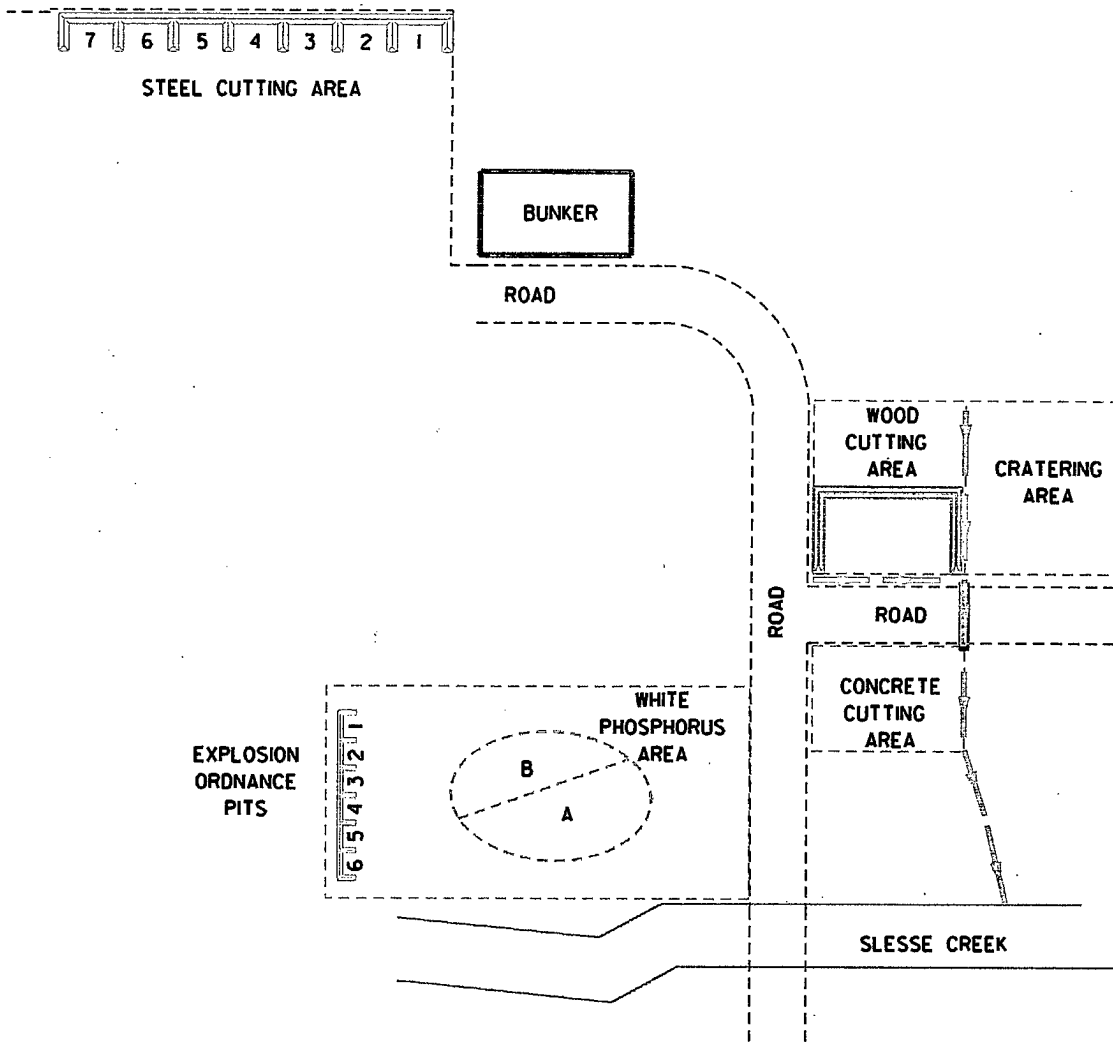 7 6 5 4 3 2 1
STEEL CUTTING AREA
BUNKER
ROAD
WOOD
CUTTING
AREA
CRATERING
AREA
ROAD
ROAD
CONCRETE
CUTTING
AREA
WHITE
PHOSPHORUS
AREA
EXPLOSION
ORDNANCE
PITS
1
2
3
4
5
6
B
A
SLESSE CREEK